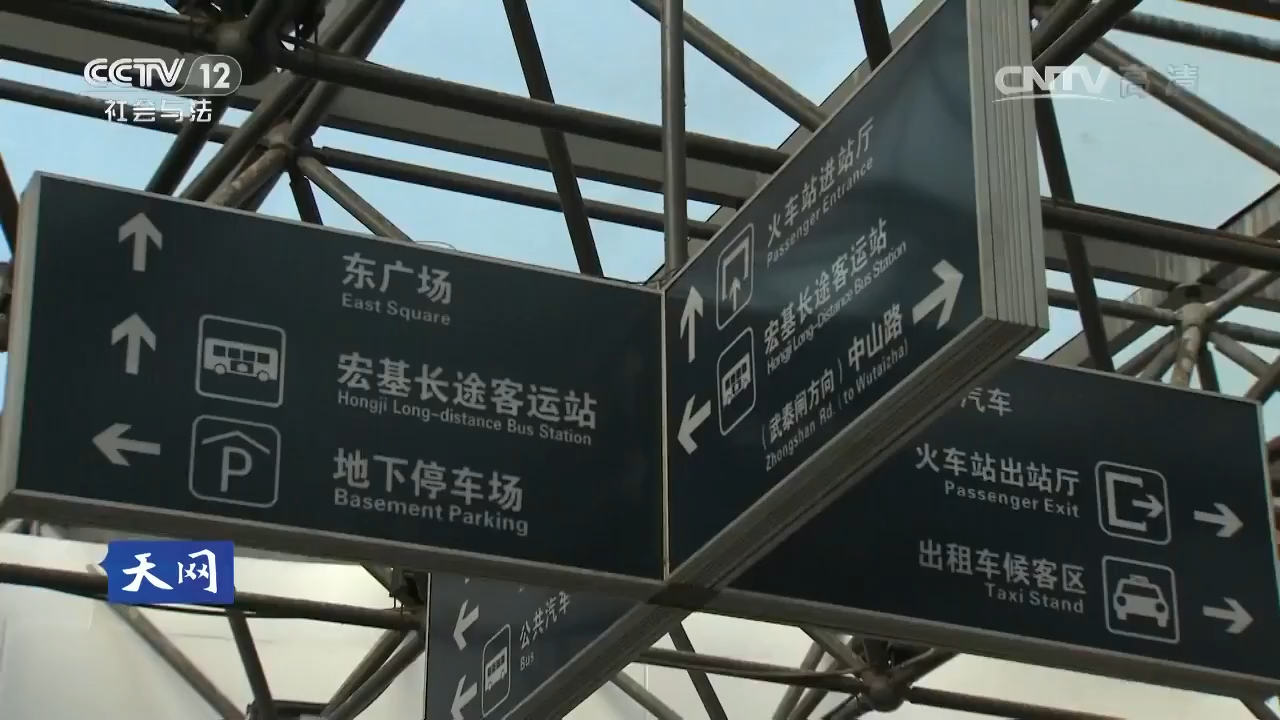 CCTV 12
社会与法
CNTV 高清
东广场
East Square
宏基长途客运站
Hongji Long-distance Bus Station
地下停车场
P
Basement Parking
火车站进站厅
Passenger Entrance
宏基长途客运站
Hongji Long-Distance Bus Station
(武泰闸方向) 中山路
Zhongshan Rd. (to Wutaizha)
汽车
火车站出站厅
Passenger Exit
出租车候客区
Taxi Stand
公共汽车
Bus
天网